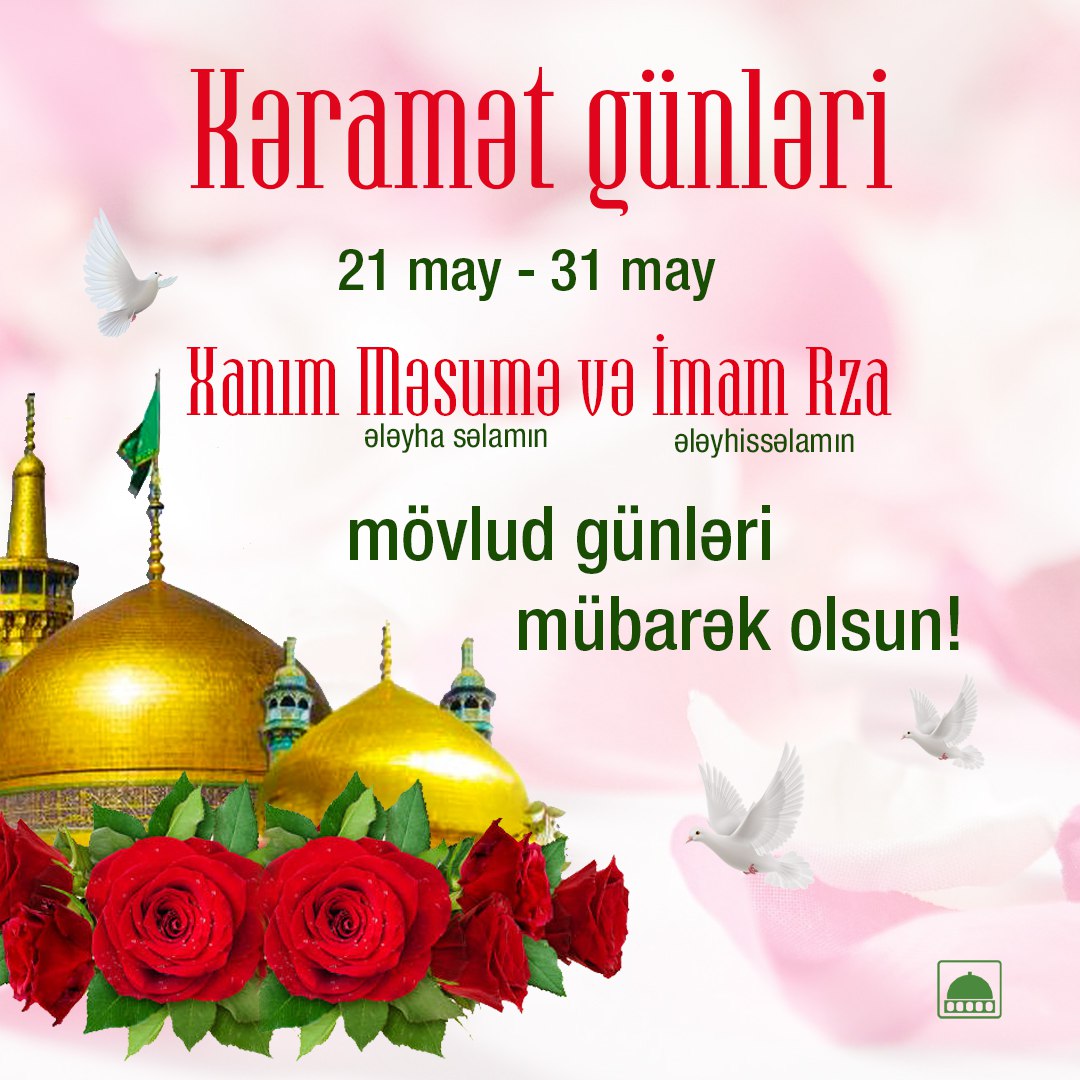 Kəramət günləri
21 may - 31 may
Xanım Məsumə və İmam Rza
ələyha səlamın ələyhissəlamın
mövlud günləri
mübarək olsun!